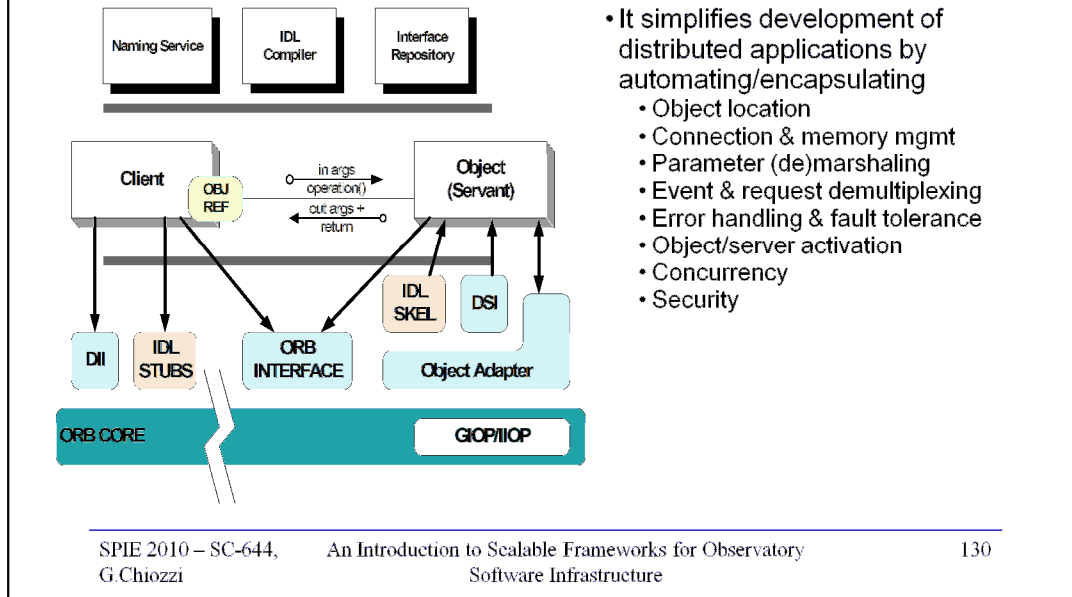 Naming Service
IDL
Compiler
Interface
Repository
Client
OBJ
REF
in args
operation()
out args +
return
Object
(Servant)
IDL
SKEL
DSI
DII
IDL
STUBS
ORB
INTERFACE
Object Adapter
ORB CORE
GIOP/IIOP
• It simplifies development of
distributed applications by
automating/encapsulating
• Object location
• Connection & memory mgmt
• Parameter (de)marshaling
• Event & request demultiplexing
• Error handling & fault tolerance
• Object/server activation
• Concurrency
• Security
SPIE 2010 – SC-644,
G.Chiozzi
An Introduction to Scalable Frameworks for Observatory
Software Infrastructure
130